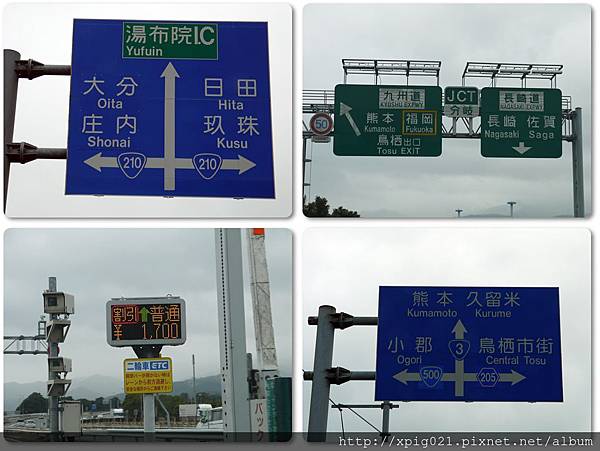 湯布院IC
Yufuin
大分 日田
Oita Hita
庄内 玖珠
Shonai Kusu
210 210
九州道
KYUSHU EXPWY
熊本 福岡
Kumamoto Fukuoka
鳥栖出口
Tosu EXIT
50
JCT
分岐
長崎道
NAGASAKI EXPWY
長崎 佐賀
Nagasaki Saga
割引 普通
¥ 1,700
二輪車 ETC
熊本 久留米
Kumamoto Kurume
3
小郡 鳥栖市街
Ogori Central Tosu
500 205
http://xpig021.pixnet.net/album